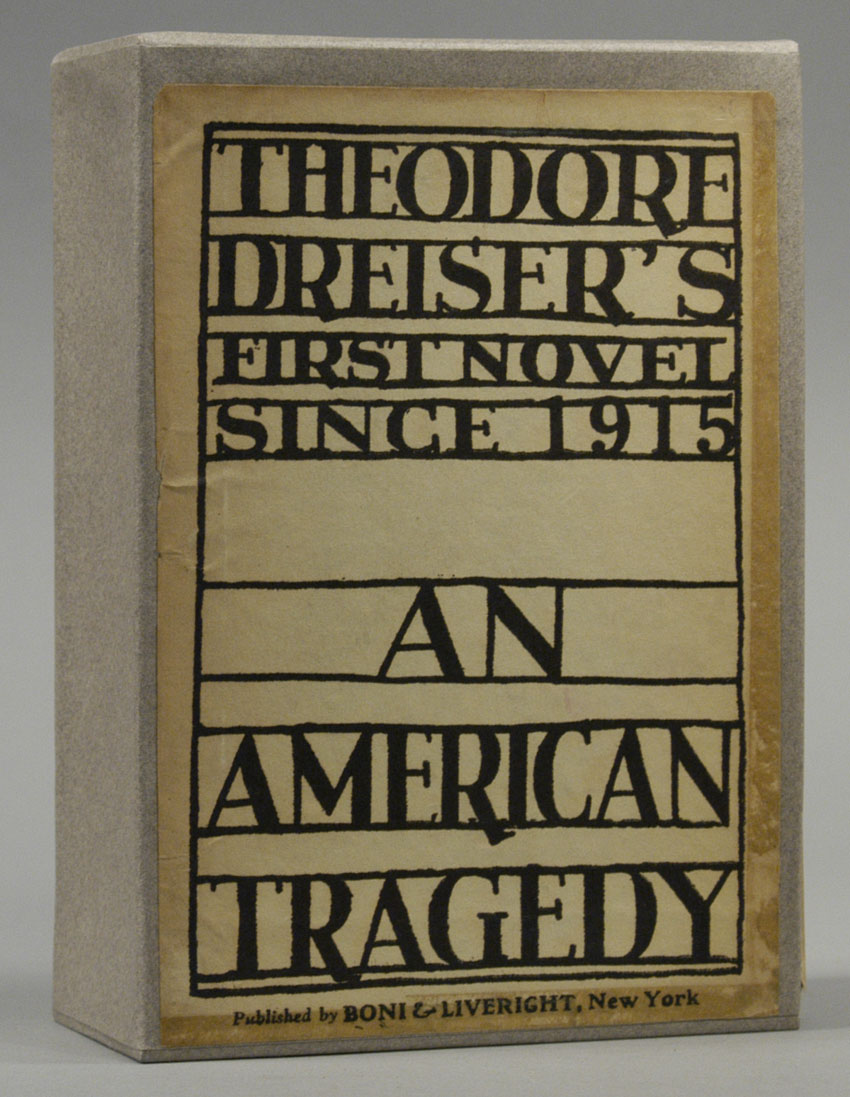 THEODORE
DREISER'S
FIRST NOVEL
SINCE 1915
AN
AMERICAN
TRAGEDY
Published by BONI & LIVERIGHT, New York